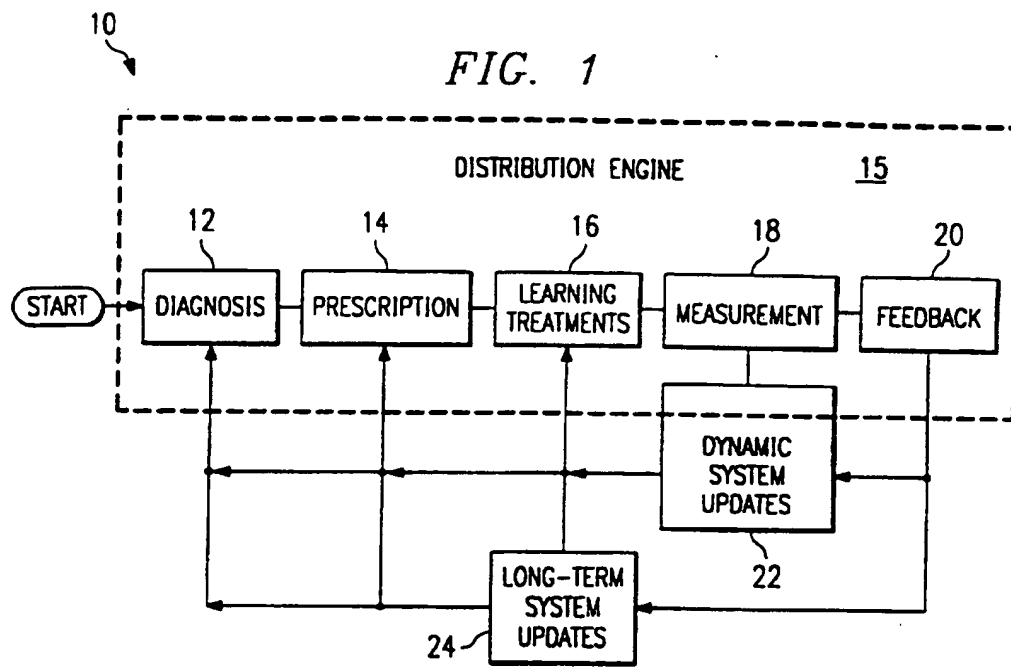 10
FIG. 1
DISTRIBUTION ENGINE
15
12
14
16
18
20
START
DIAGNOSIS
PRESCRIPTION
LEARNING
TREATMENTS
MEASUREMENT
FEEDBACK
DYNAMIC
SYSTEM
UPDATES
22
LONG-TERM
SYSTEM
UPDATES
24